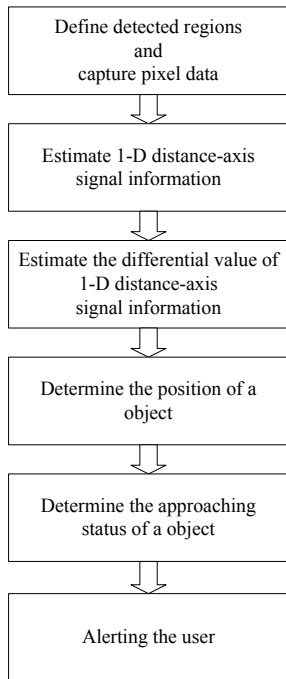 Define detected regions
and
capture pixel data
Estimate 1-D distance-axis
signal information
Estimate the differential value of
1-D distance-axis
signal information
Determine the position of a
object
Determine the approaching
status of a object
Alerting the user